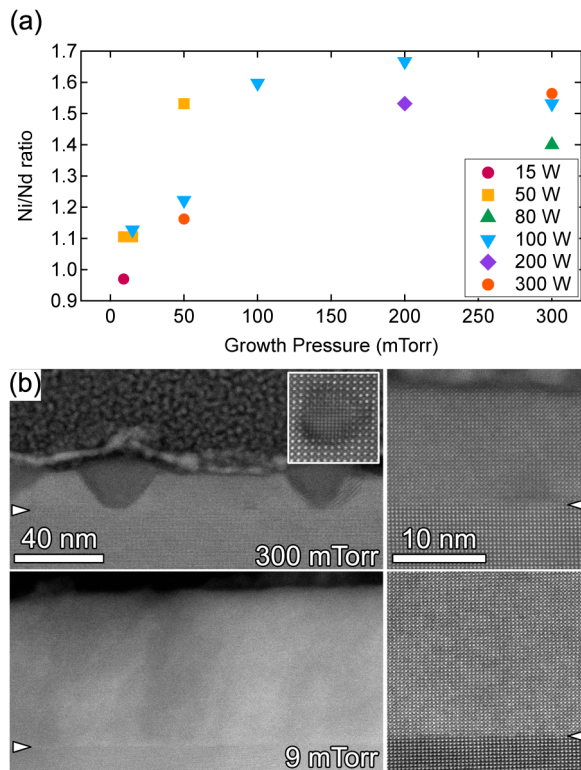 (a)
1.7
1.6
1.5
1.4
1.3
1.2
1.1
1.0
0.9
Ni/Nd ratio
15 W
50 W
80 W
100 W
200 W
300 W
0 50 100 150 200 250 300
Growth Pressure (mTorr)
(b)
40 nm
300 mTorr
10 nm
9 mTorr